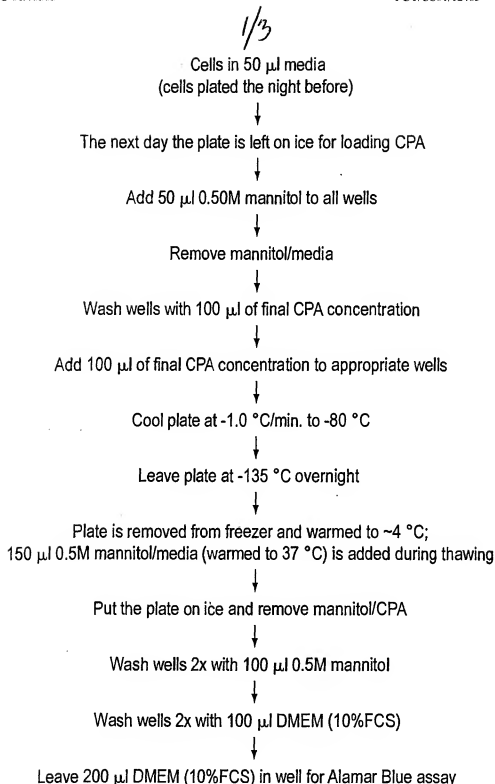 1/3
Cells in 50 µl media
(cells plated the night before)
The next day the plate is left on ice for loading CPA
Add 50 µl 0.50M mannitol to all wells
Remove mannitol/media
Wash wells with 100 µl of final CPA concentration
Add 100 µl of final CPA concentration to appropriate wells
Cool plate at -1.0 °C/min. to -80 °C
Leave plate at -135 °C overnight
Plate is removed from freezer and warmed to ~4 °C;
150 µl 0.5M mannitol/media (warmed to 37 °C) is added during thawing
Put the plate on ice and remove mannitol/CPA
Wash wells 2x with 100 µl 0.5M mannitol
Wash wells 2x with 100 µl DMEM (10%FCS)
Leave 200 µl DMEM (10%FCS) in well for Alamar Blue assay